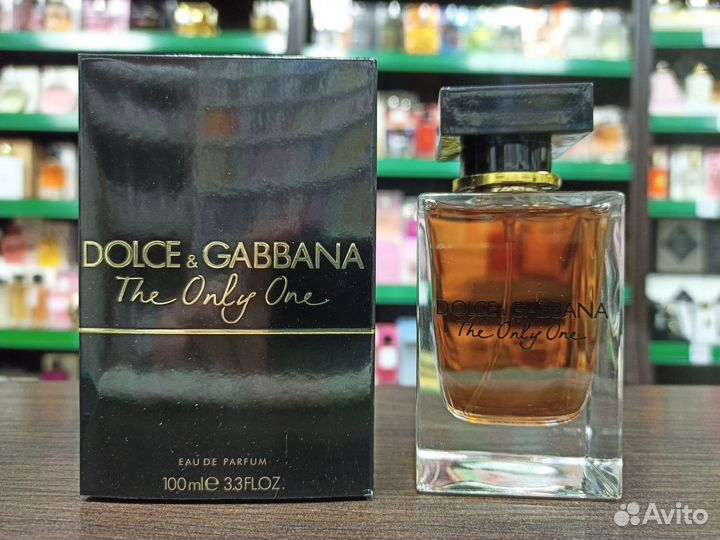 DOLCE & GABBANA
The Only One
EAU DE PARFUM
100ml℮ 3.3FL.OZ.
DOLCE & GABBANA
The Only One
Avito